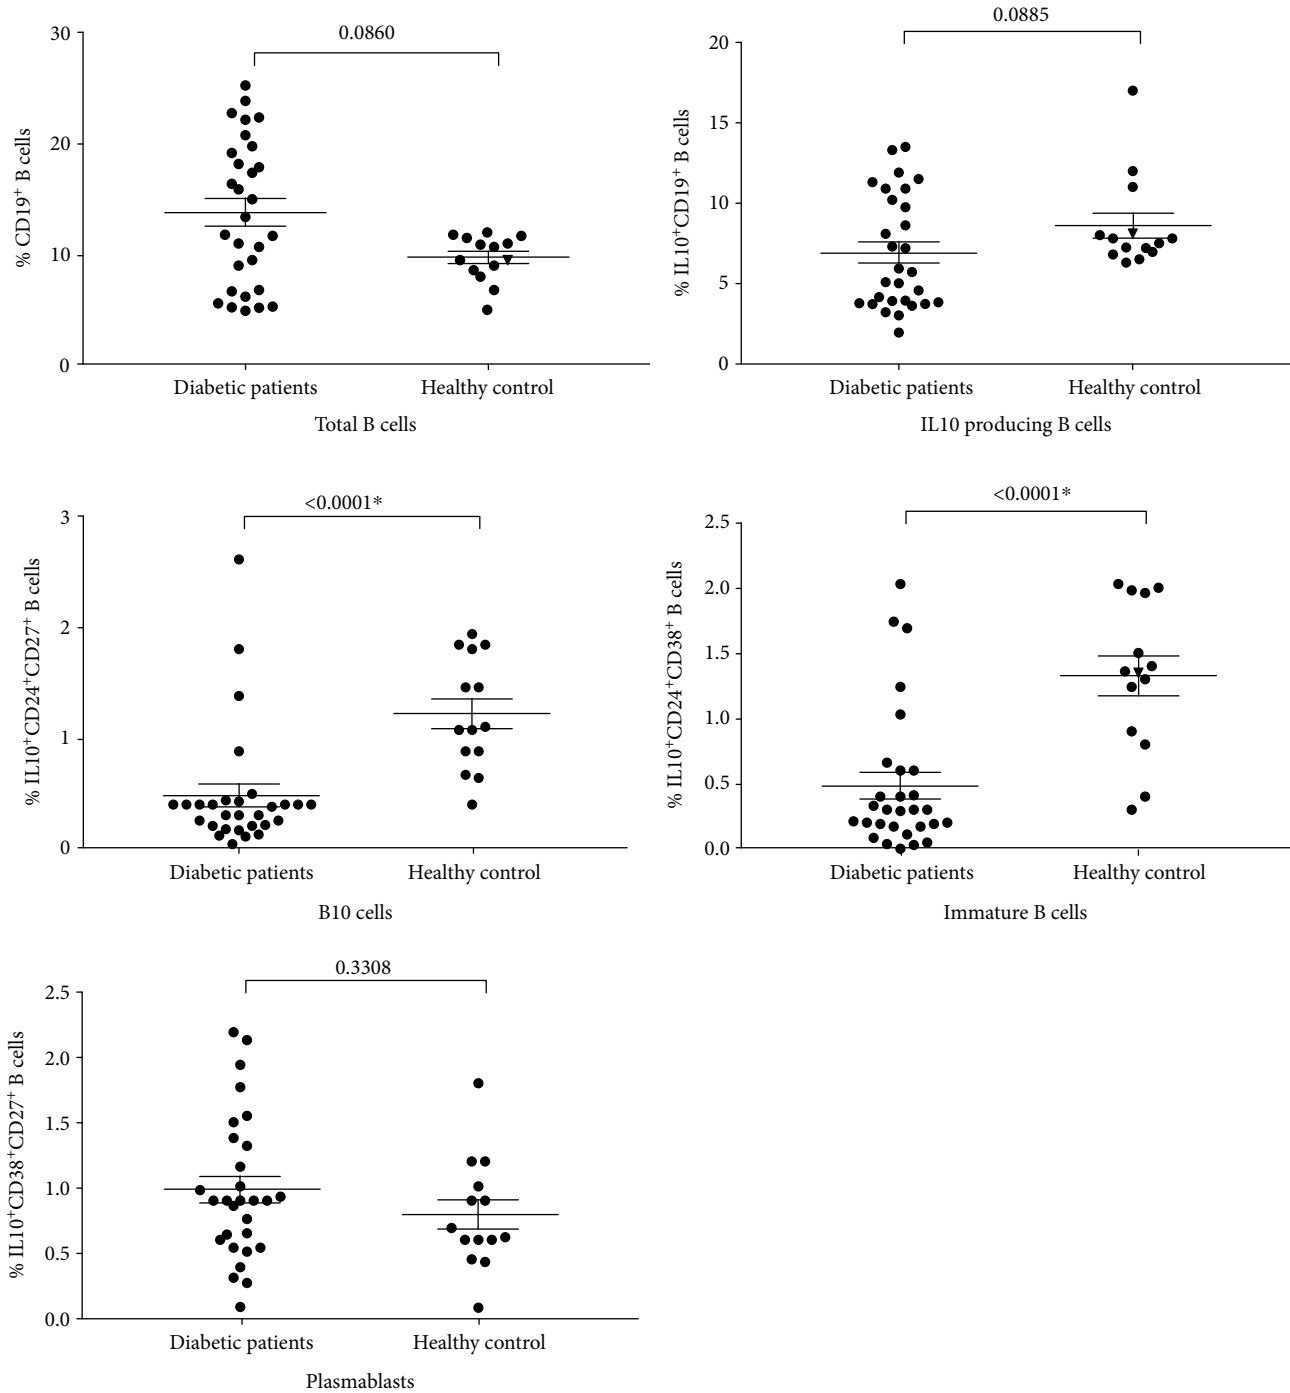 0.0860
30
20
10
0
% CD19⁺ B cells
Diabetic patients
Healthy control
Total B cells
0.0885
20
15
10
5
0
% IL10⁺CD19⁺ B cells
Diabetic patients
Healthy control
IL10 producing B cells
<0.0001*
3
2
1
0
% IL10⁺CD24⁺CD27⁺ B cells
Diabetic patients
Healthy control
B10 cells
<0.0001*
2.5
2.0
1.5
1.0
0.5
0.0
% IL10⁺CD24⁺CD38⁺ B cells
Diabetic patients
Healthy control
Immature B cells
0.3308
2.5
2.0
1.5
1.0
0.5
0.0
% IL10⁺CD38⁺CD27⁺ B cells
Diabetic patients
Healthy control
Plasmablasts